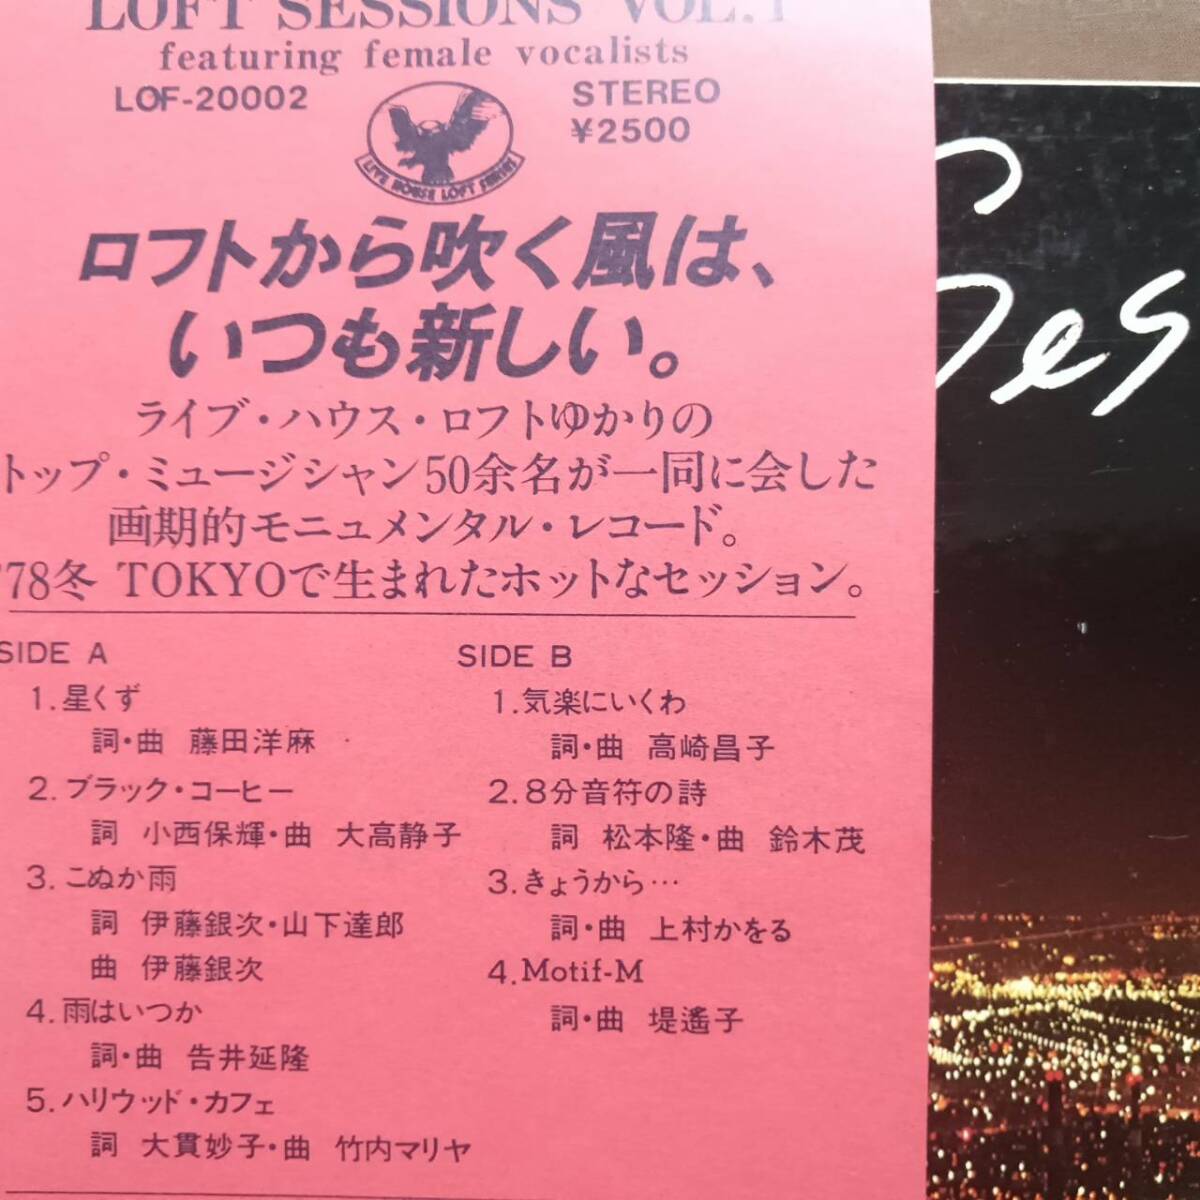 LOFT SESSIONS VOL.1
featuring female vocalists
LOF-20002
STEREO
¥2500
LIVE HOUSE LOFT SERIES
ロフトから吹く風は、
いつも新しい。
ライブ・ハウス・ロフトゆかりの
トップ・ミュージシャン50余名が一同に会した
画期的モニュメンタル・レコード。
'78冬 TOKYOで生まれたホットなセッション。
SIDE A
1.星くず
詞・曲 藤田洋麻
2.ブラック・コーヒー
詞 小西保輝・曲 大高静子
3.こぬか雨
詞 伊藤銀次・山下達郎
曲 伊藤銀次
4.雨はいつか
詞・曲 告井延隆
5.ハリウッド・カフェ
詞 大貫妙子・曲 竹内マリヤ
SIDE B
1.気楽にいくわ
詞・曲 高崎昌子
2.8分音符の詩
詞 松本隆・曲 鈴木茂
3.きょうから…
詞・曲 上村かをる
4.Motif-M
詞・曲 堤遙子
Ses